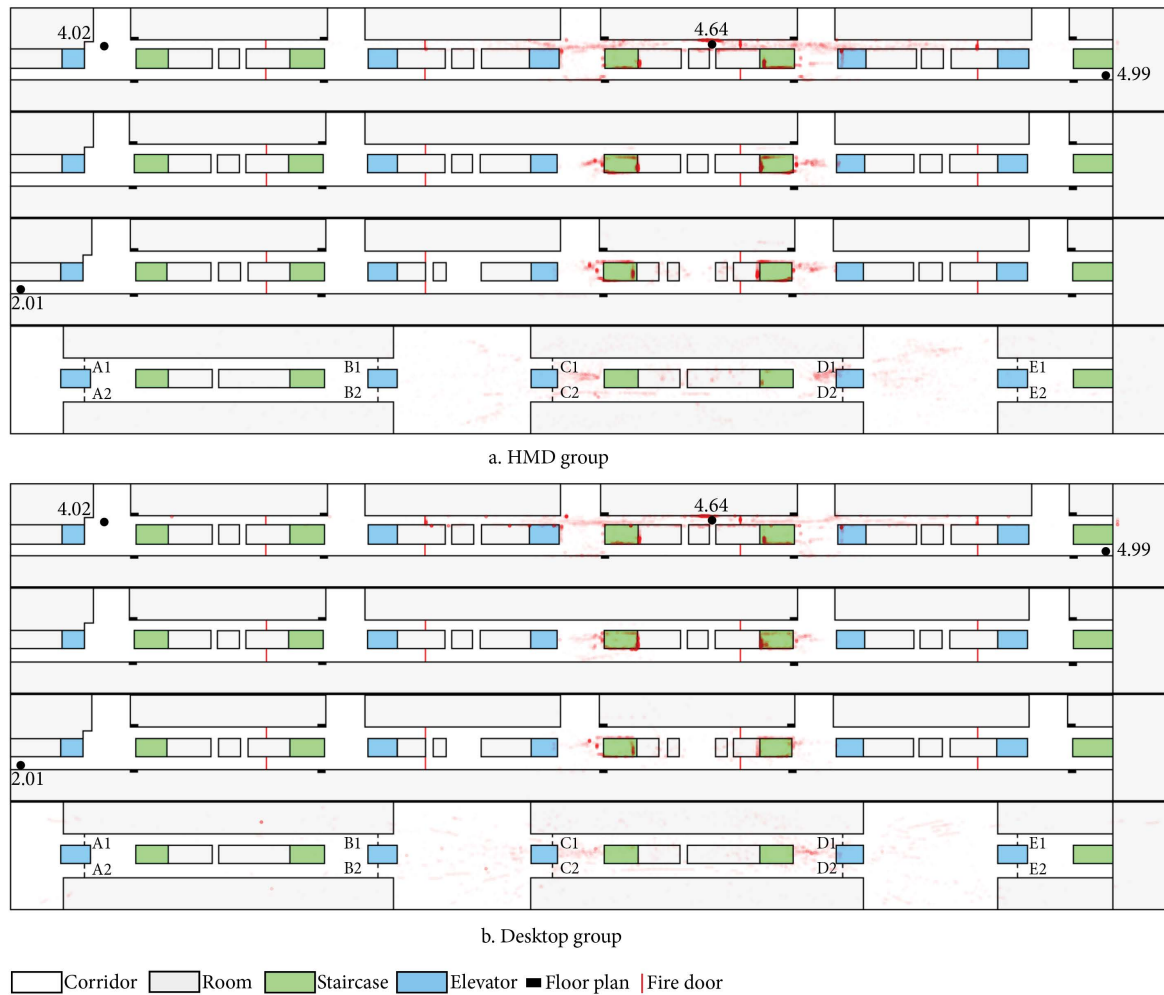 4.02
4.64
4.99
2.01
A1 B1 C1 D1 E1
A2 B2 C2 D2 E2
a. HMD group
4.02
4.64
4.99
2.01
A1 B1 C1 D1 E1
A2 B2 C2 D2 E2
b. Desktop group
Corridor Room Staircase Elevator Floor plan Fire door